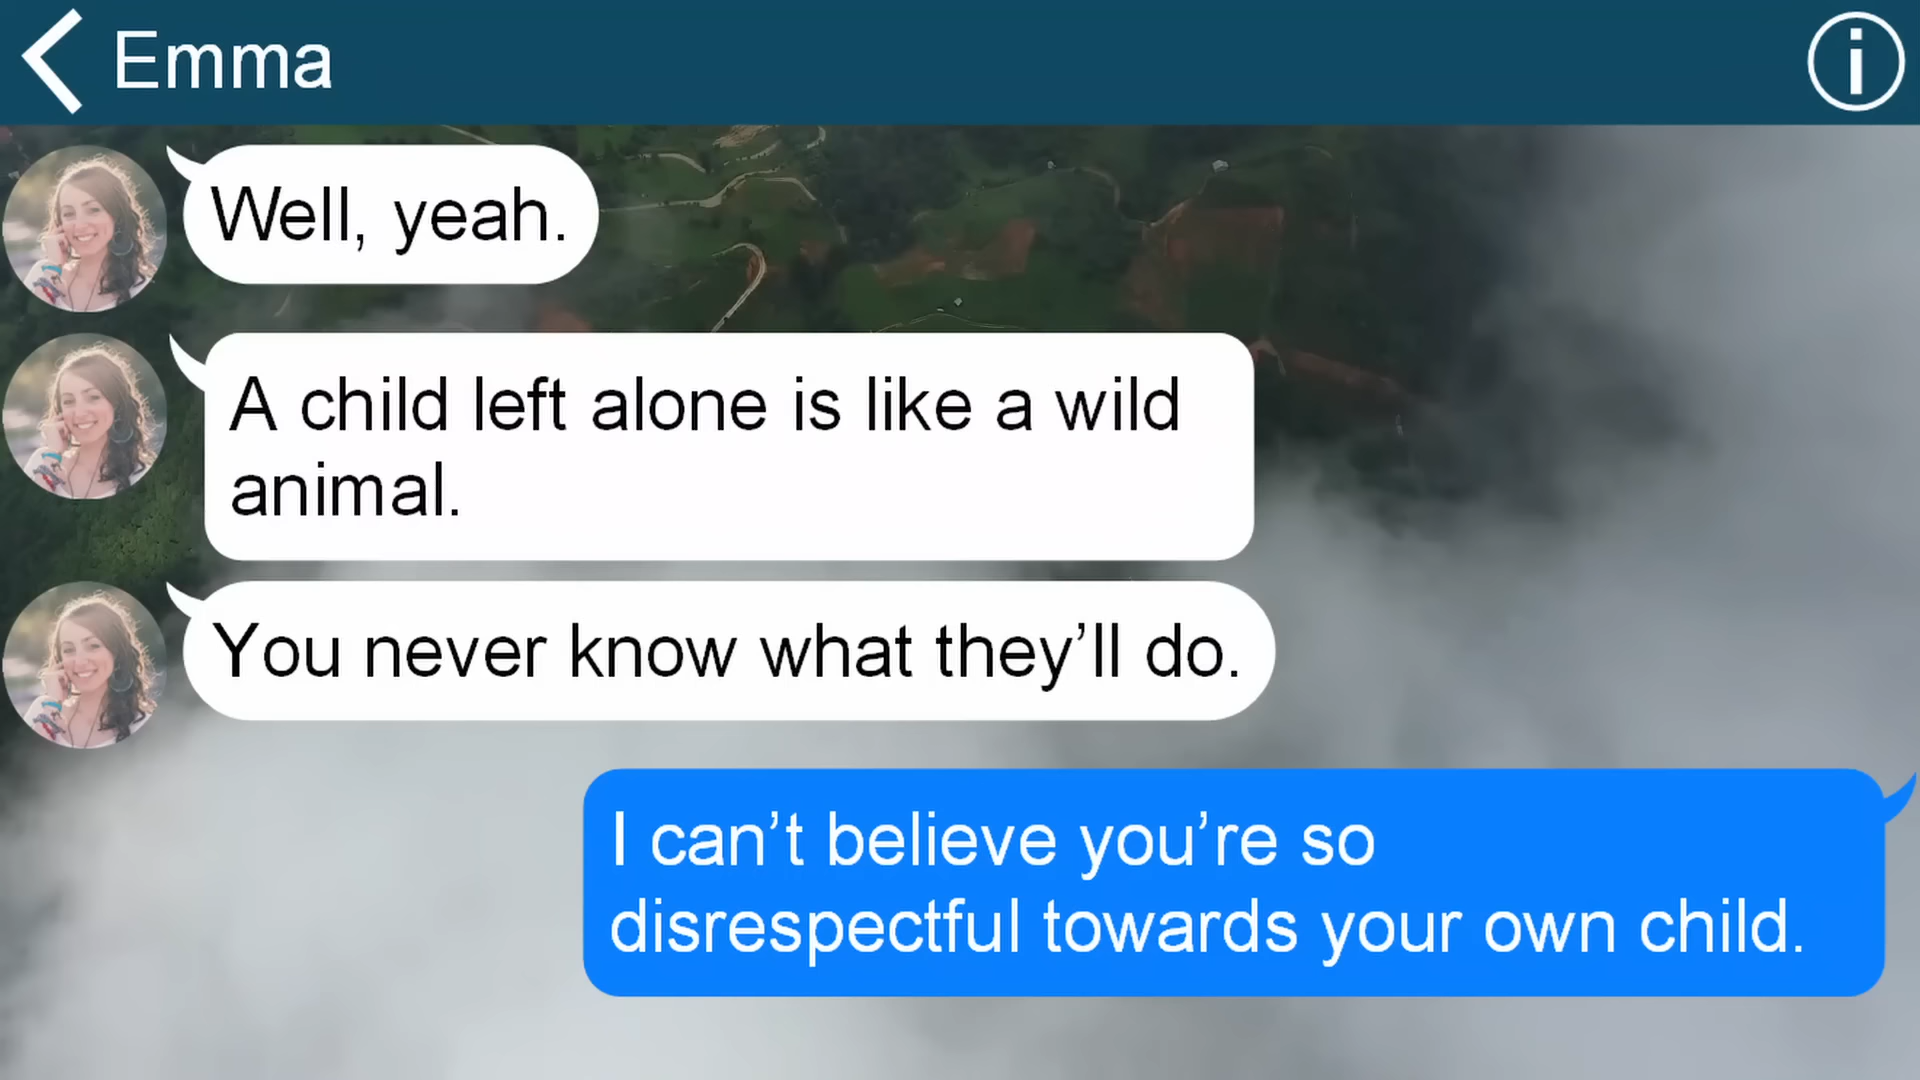 Emma
Well, yeah.
A child left alone is like a wild
animal.
You never know what they’ll do.
I can’t believe you’re so
disrespectful towards your own child.